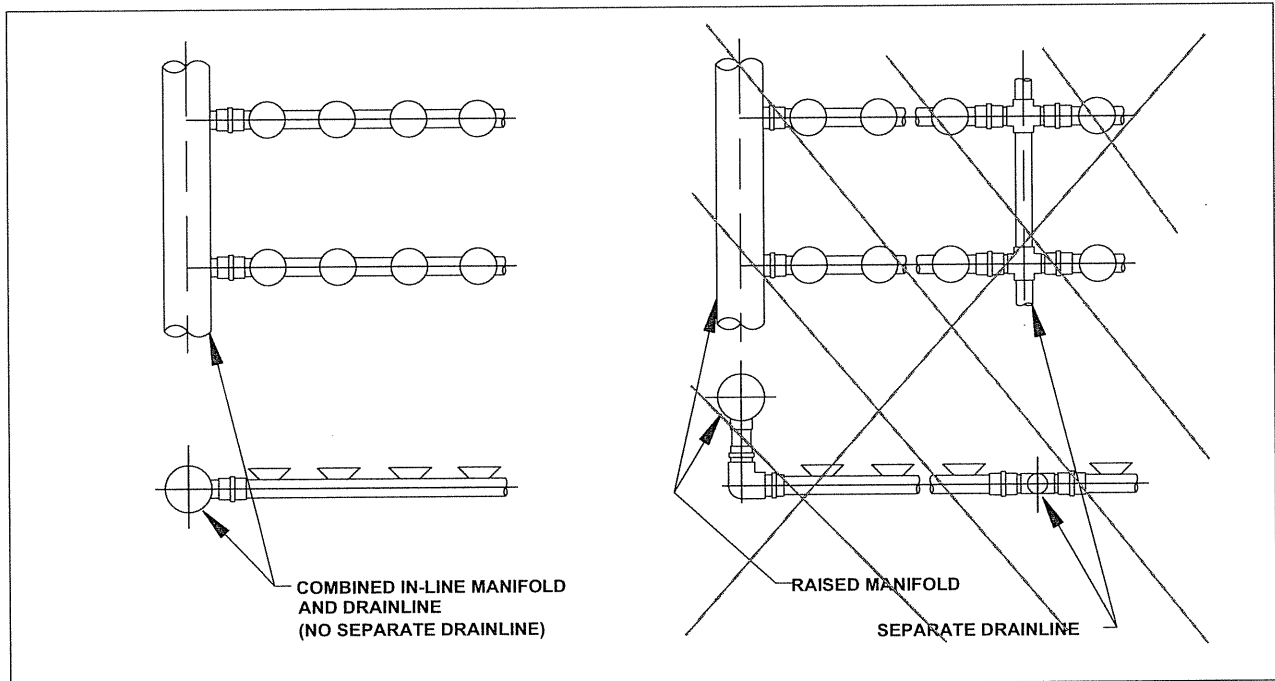 COMBINED IN-LINE MANIFOLD
AND DRAINLINE
(NO SEPARATE DRAINLINE)
RAISED MANIFOLD
SEPARATE DRAINLINE